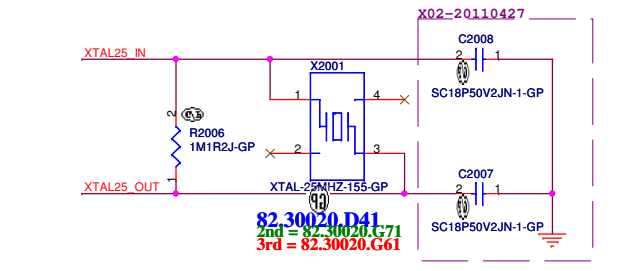 X02-20110427
XTAL25_IN
C2008
2 1
SC18P50V2JN-1-GP
X2001
1 4
2 3
XTAL-25MHZ-155-GP
2
R2006
1M1R2J-GP
1
XTAL25_OUT
C2007
2 1
SC18P50V2JN-1-GP
82.30020.D41
2nd = 82.30020.G71
3rd = 82.30020.G61